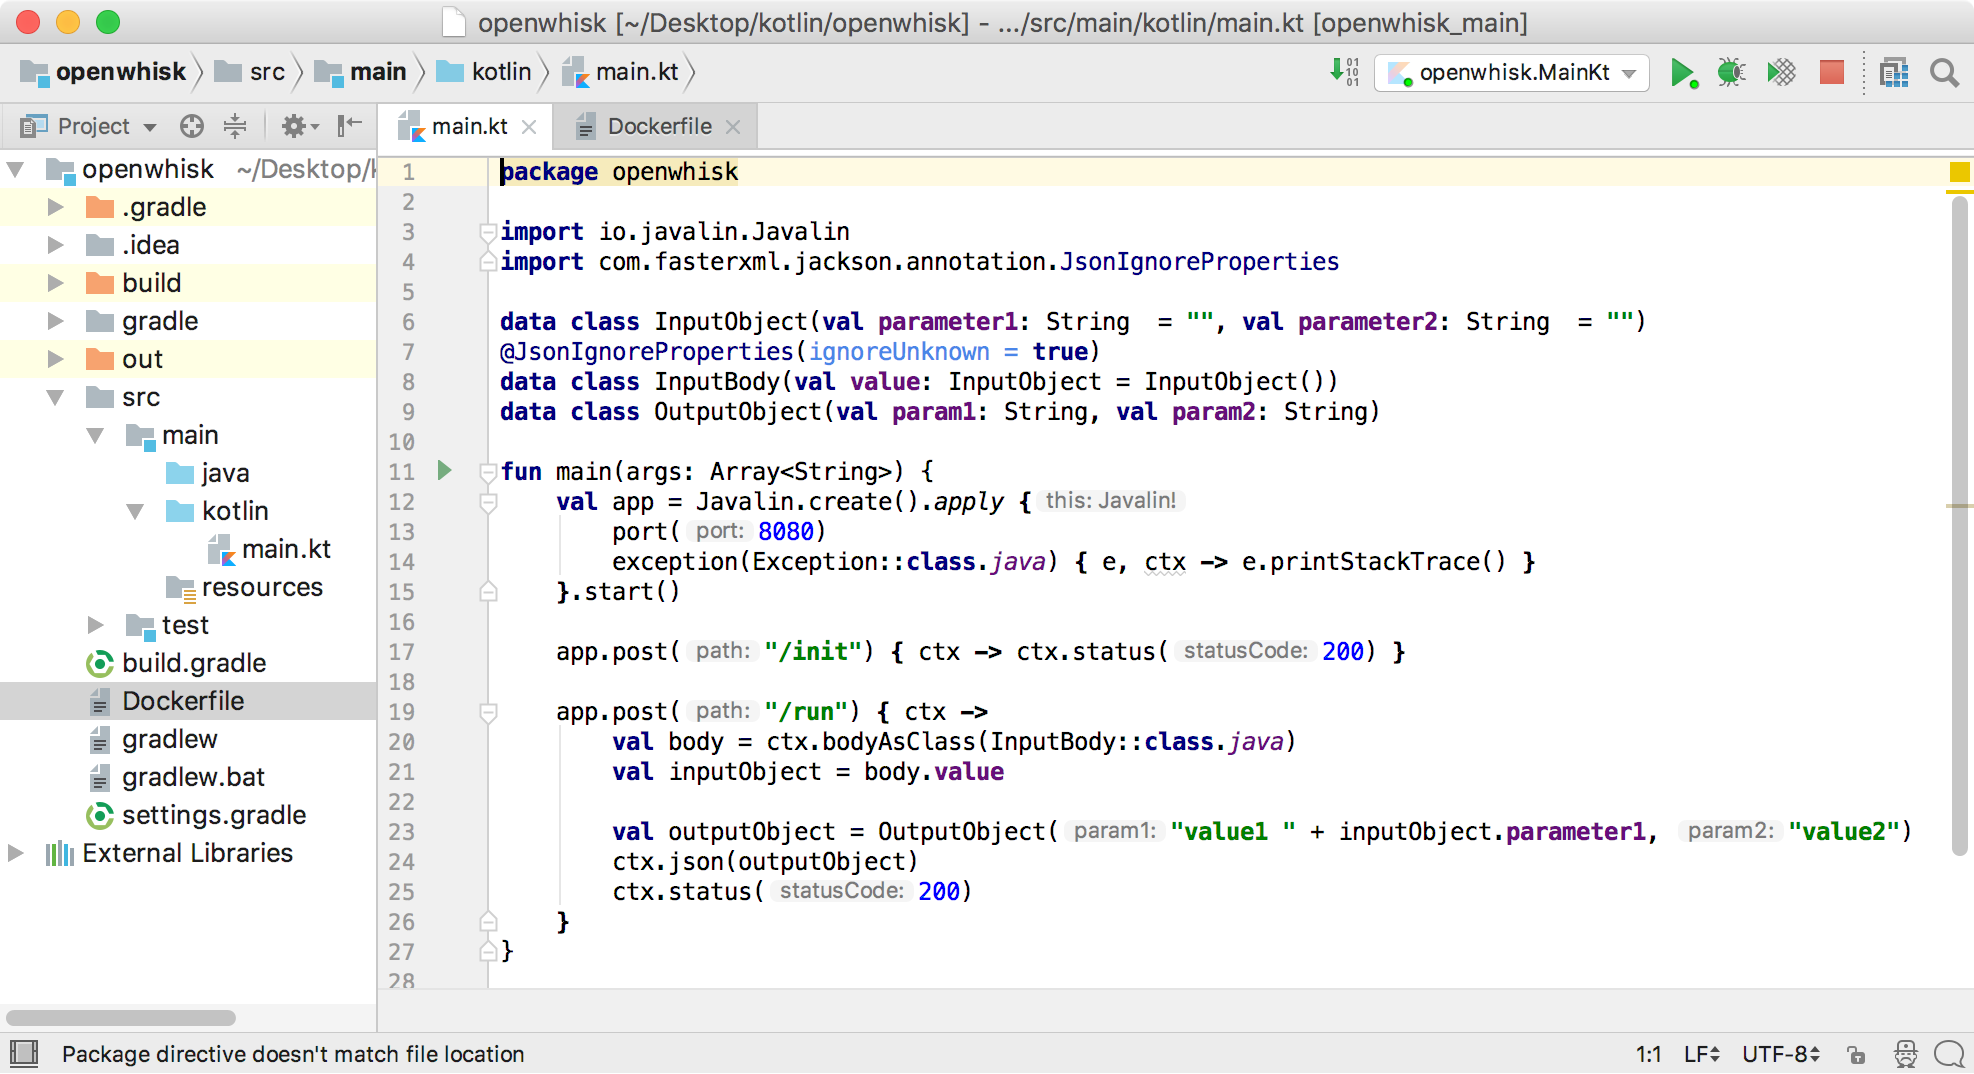 openwhisk [~/Desktop/kotlin/openwhisk] - .../src/main/kotlin/main.kt [openwhisk_main]
openwhisk src main kotlin main.kt openwhisk.MainKt
Project main.kt Dockerfile
openwhisk ~/Desktop/
.gradle
.idea
build
gradle
out
src
main
java
kotlin
main.kt
resources
test
build.gradle
Dockerfile
gradlew
gradlew.bat
settings.gradle
External Libraries
1 package openwhisk
2
3 import io.javalin.Javalin
4 import com.fasterxml.jackson.annotation.JsonIgnoreProperties
5
6 data class InputObject(val parameter1: String  = "", val parameter2: String  = "")
7 @JsonIgnoreProperties(ignoreUnknown = true)
8 data class InputBody(val value: InputObject = InputObject())
9 data class OutputObject(val param1: String, val param2: String)
10
11 fun main(args: Array<String>) {
12     val app = Javalin.create().apply { this: Javalin!
13         port( port: 8080)
14         exception(Exception::class.java) { e, ctx -> e.printStackTrace() }
15     }.start()
16
17     app.post( path: "/init") { ctx -> ctx.status( statusCode: 200) }
18
19     app.post( path: "/run") { ctx ->
20         val body = ctx.bodyAsClass(InputBody::class.java)
21         val inputObject = body.value
22
23         val outputObject = OutputObject( param1: "value1 " + inputObject.parameter1, param2: "value2")
24         ctx.json(outputObject)
25         ctx.status( statusCode: 200)
26     }
27 }
28
Package directive doesn't match file location 1:1 LF UTF-8